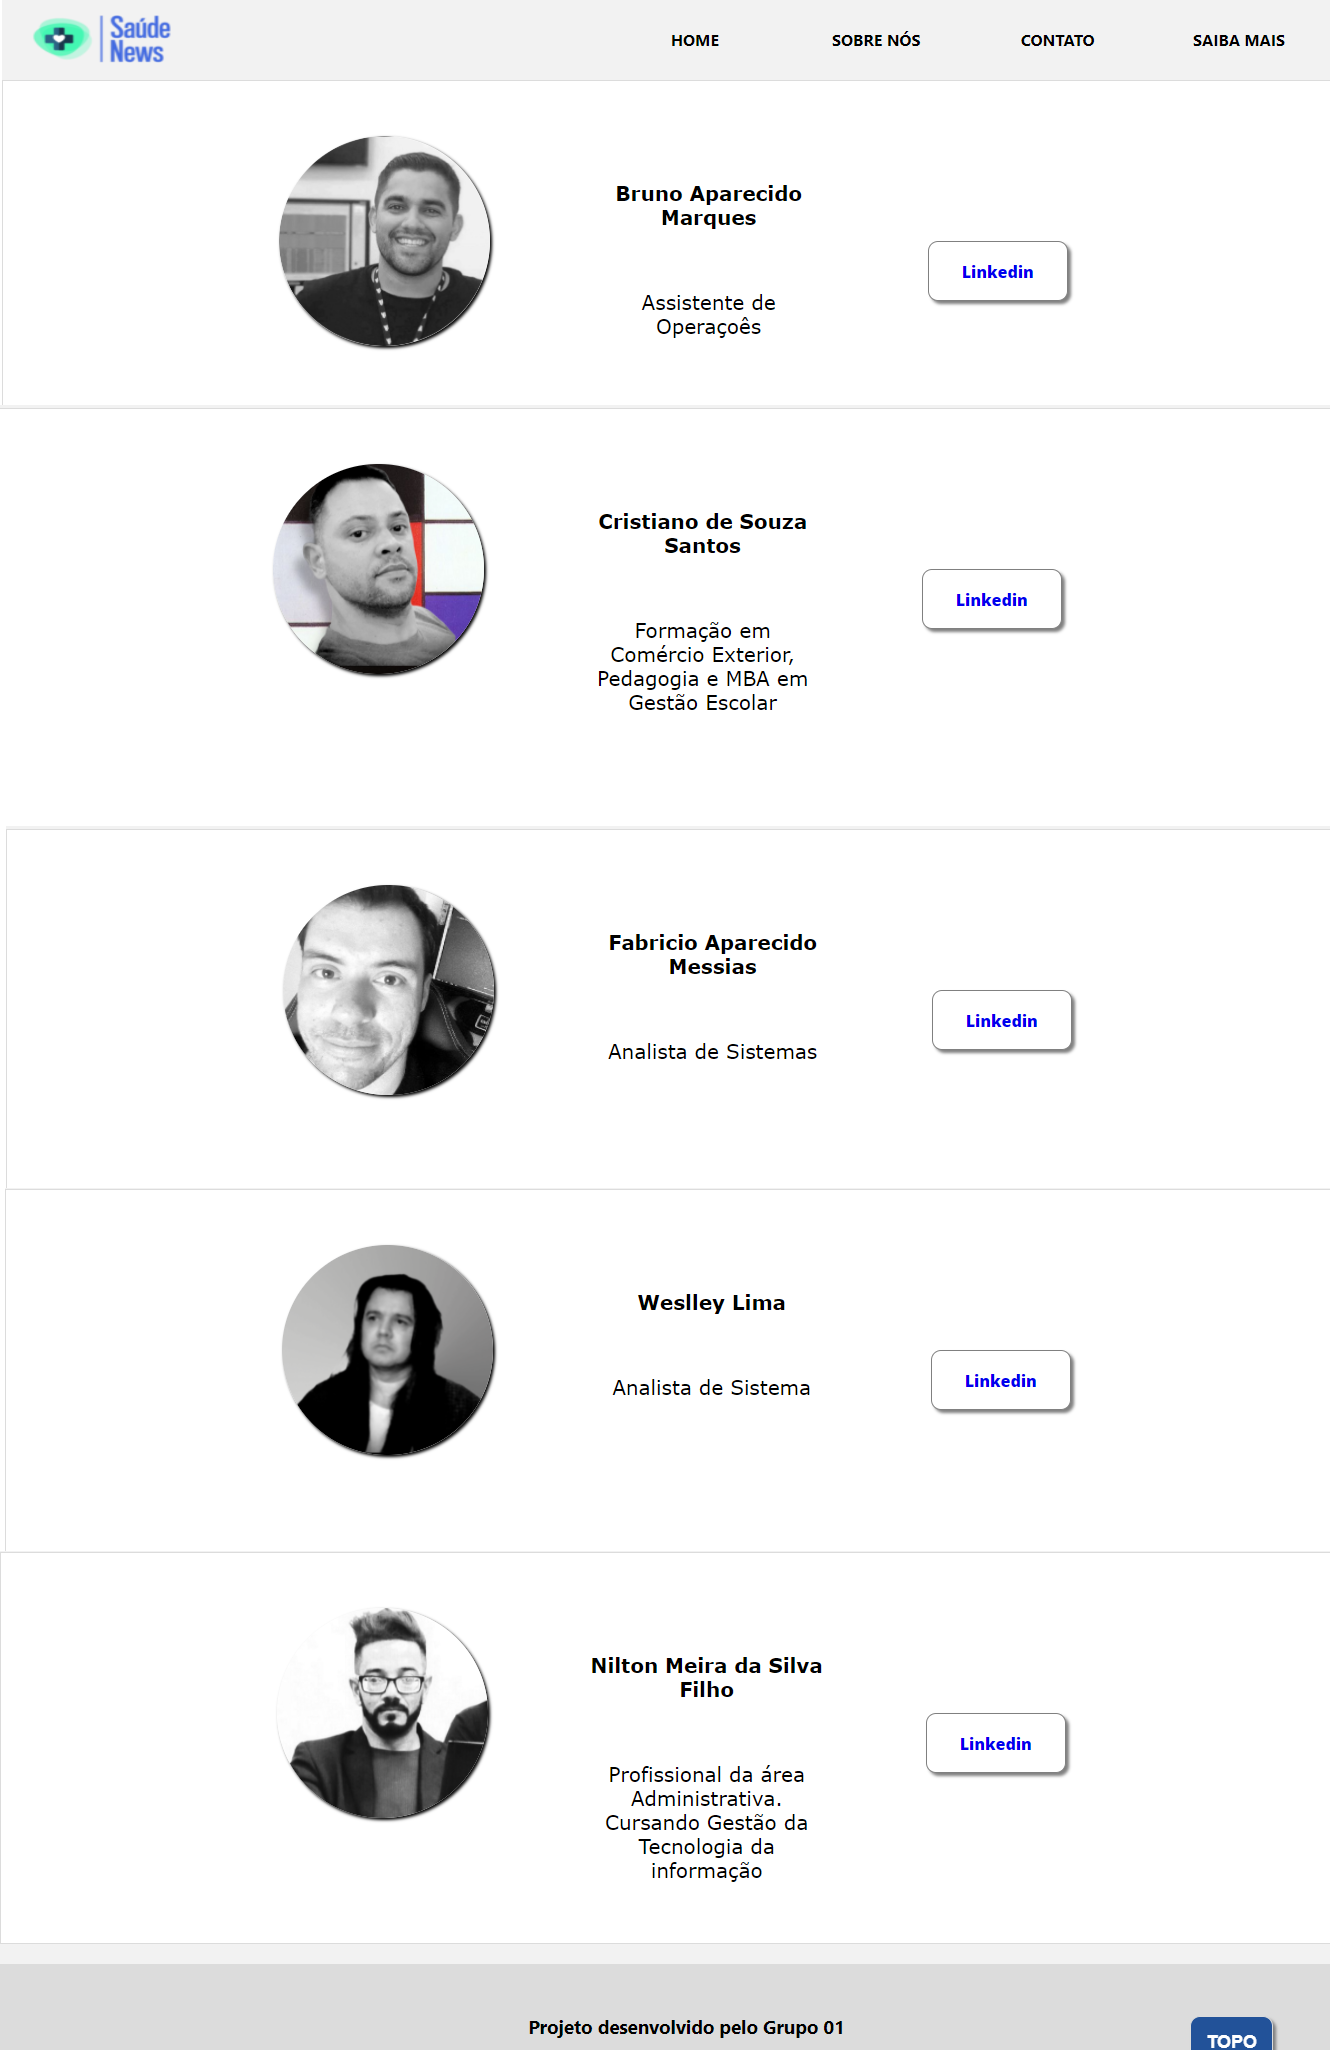 Saúde
News
HOME
SOBRE NÓS
CONTATO
SAIBA MAIS
Bruno Aparecido
Marques
Assistente de
Operaçoês
Linkedin
Cristiano de Souza
Santos
Formação em
Comércio Exterior,
Pedagogia e MBA em
Gestão Escolar
Linkedin
Fabricio Aparecido
Messias
Analista de Sistemas
Linkedin
Weslley Lima
Analista de Sistema
Linkedin
Nilton Meira da Silva
Filho
Profissional da área
Administrativa.
Cursando Gestão da
Tecnologia da
informação
Linkedin
Projeto desenvolvido pelo Grupo 01
TOPO